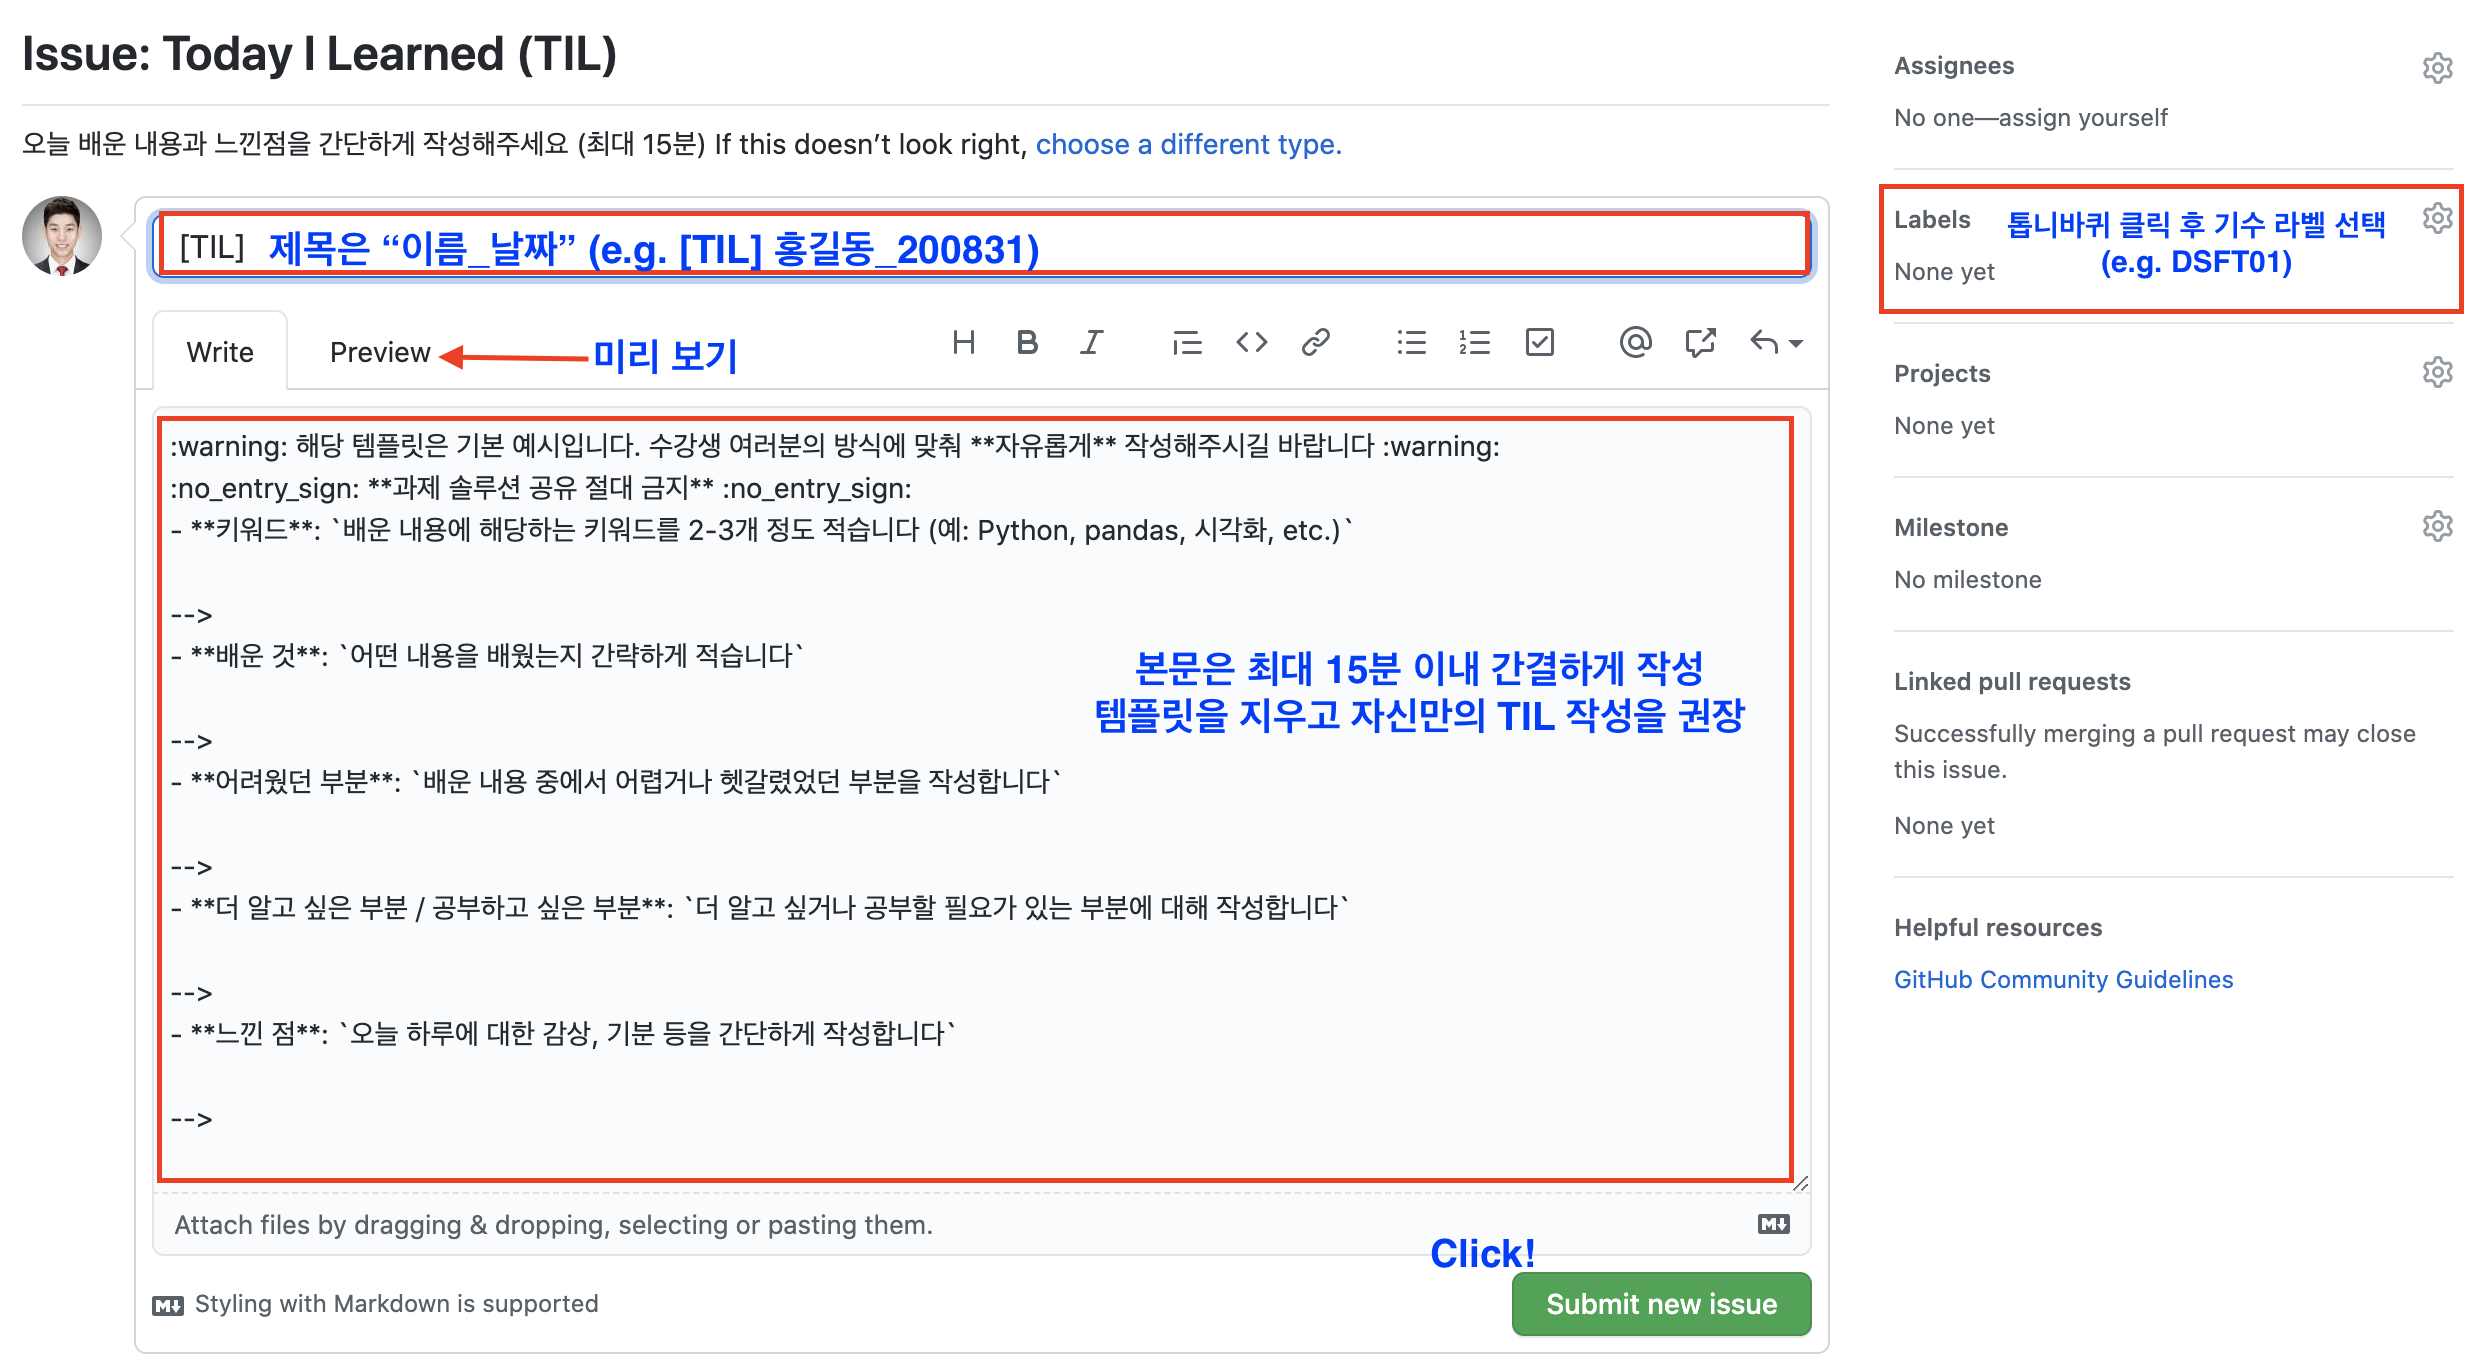 Issue: Today I Learned (TIL)
오늘 배운 내용과 느낀점을 간단하게 작성해주세요 (최대 15분) If this doesn’t look right, choose a different type.
[TIL] 제목은 “이름_날짜” (e.g. [TIL] 홍길동_200831)
Write
Preview
미리 보기
:warning: 해당 템플릿은 기본 예시입니다. 수강생 여러분의 방식에 맞춰 **자유롭게** 작성해주시길 바랍니다 :warning:
:no_entry_sign: **과제 솔루션 공유 절대 금지** :no_entry_sign:
- **키워드**: `배운 내용에 해당하는 키워드를 2-3개 정도 적습니다 (예: Python, pandas, 시각화, etc.)`
-->
- **배운 것**: `어떤 내용을 배웠는지 간략하게 적습니다`
본문은 최대 15분 이내 간결하게 작성
템플릿을 지우고 자신만의 TIL 작성을 권장
-->
- **어려웠던 부분**: `배운 내용 중에서 어렵거나 헷갈렸었던 부분을 작성합니다`
-->
- **더 알고 싶은 부분 / 공부하고 싶은 부분**: `더 알고 싶거나 공부할 필요가 있는 부분에 대해 작성합니다`
-->
- **느낀 점**: `오늘 하루에 대한 감상, 기분 등을 간단하게 작성합니다`
-->
Attach files by dragging & dropping, selecting or pasting them.
Click!
Styling with Markdown is supported
Submit new issue
Assignees
No one—assign yourself
Labels
톱니바퀴 클릭 후 기수 라벨 선택
(e.g. DSFT01)
None yet
Projects
None yet
Milestone
No milestone
Linked pull requests
Successfully merging a pull request may close
this issue.
None yet
Helpful resources
GitHub Community Guidelines